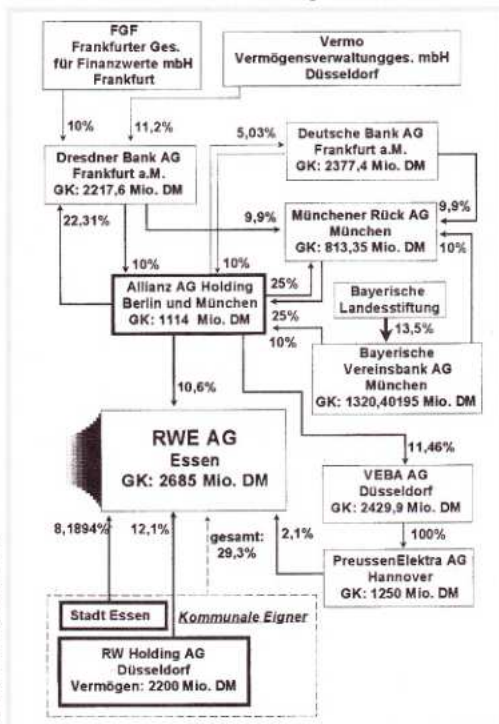 FGF
Frankfurter Ges.
für Finanzwerte mbH
Frankfurt
Vermo
Vermögensverwaltungges. mbH
Düsseldorf
10%
11,2%
5,03%
Deutsche Bank AG
Frankfurt a.M.
GK: 2377,4 Mio. DM
Dresdner Bank AG
Frankfurt a.M.
GK: 2217,6 Mio. DM
22,31%
9,9%
9,9%
Münchener Rück AG
München
GK: 813,35 Mio. DM
10%
10%
10%
25%
Allianz AG Holding
Berlin und München
GK: 1114 Mio. DM
25%
10%
Bayerische
Landesstiftung
13,5%
Bayerische
Vereinsbank AG
München
GK: 1320,40195 Mio. DM
10,6%
RWE AG
Essen
GK: 2685 Mio. DM
11,46%
VEBA AG
Düsseldorf
GK: 2429,9 Mio. DM
8,1894%
12,1%
gesamt:
29,3%
2,1%
100%
PreussenElektra AG
Hannover
GK: 1250 Mio. DM
Stadt Essen
Kommunale Eigner
RW Holding AG
Düsseldorf
Vermögen: 2200 Mio. DM